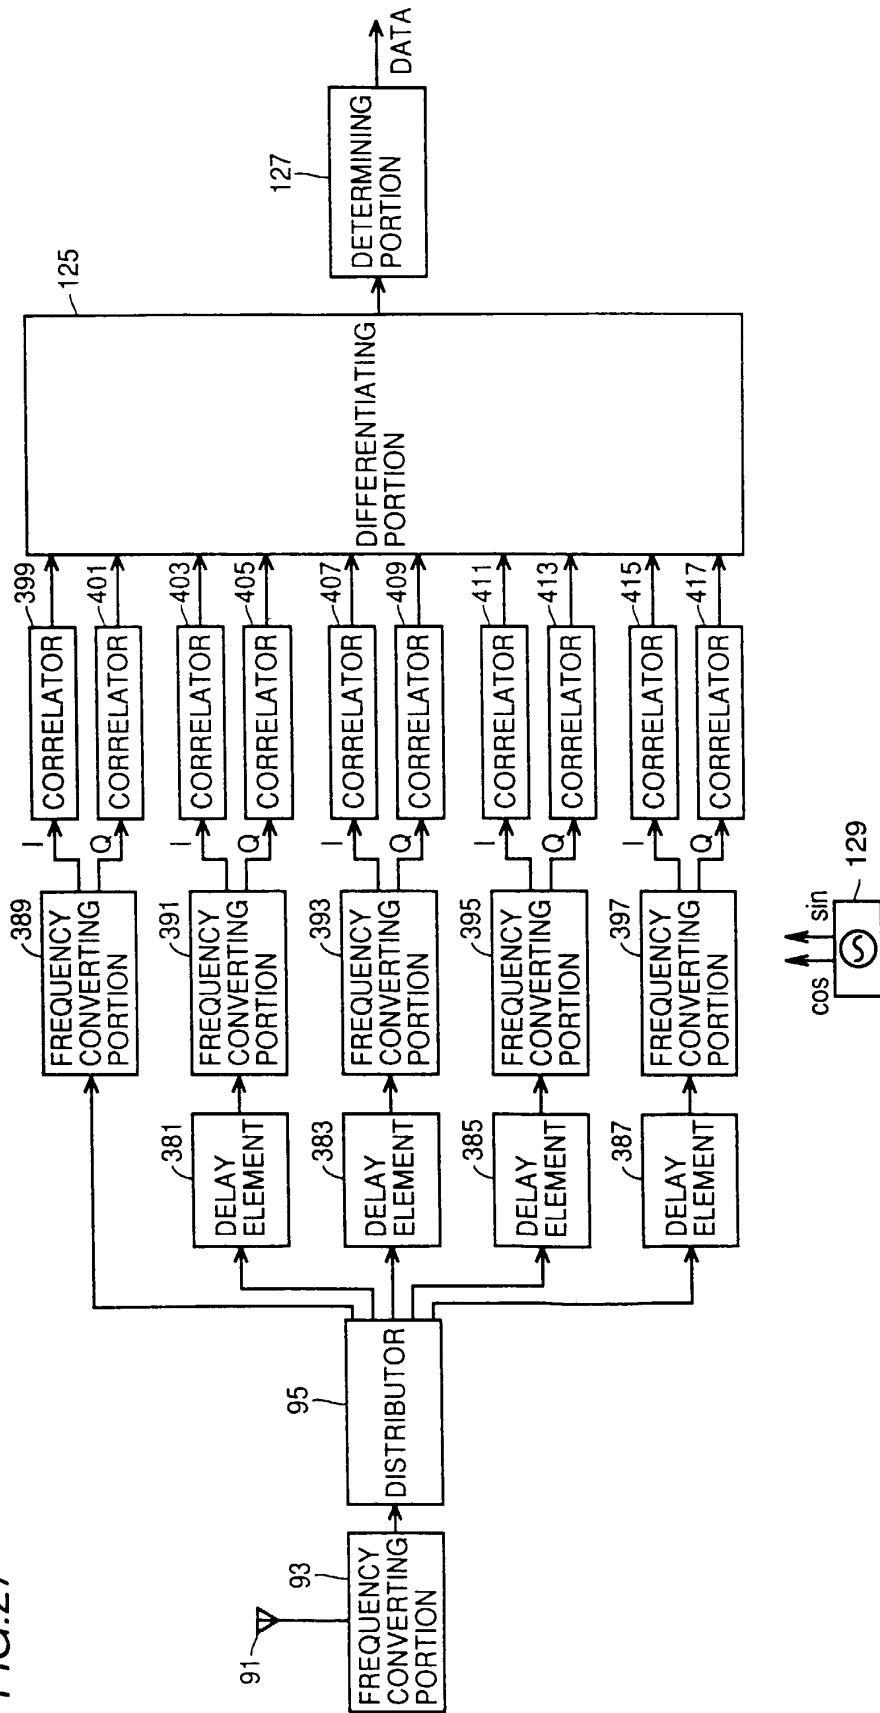 FIG.27
91
93
FREQUENCY
CONVERTING
PORTION
95
DISTRIBUTOR
381
DELAY
ELEMENT
383
DELAY
ELEMENT
385
DELAY
ELEMENT
387
DELAY
ELEMENT
389
FREQUENCY
CONVERTING
PORTION
391
FREQUENCY
CONVERTING
PORTION
393
FREQUENCY
CONVERTING
PORTION
395
FREQUENCY
CONVERTING
PORTION
397
FREQUENCY
CONVERTING
PORTION
I
Q
I
Q
I
Q
I
Q
I
Q
399
CORRELATOR
401
CORRELATOR
403
CORRELATOR
405
CORRELATOR
407
CORRELATOR
409
CORRELATOR
411
CORRELATOR
413
CORRELATOR
415
CORRELATOR
417
CORRELATOR
125
DIFFERENTIATING
PORTION
127
DETERMINING
PORTION
DATA
cos
sin
129